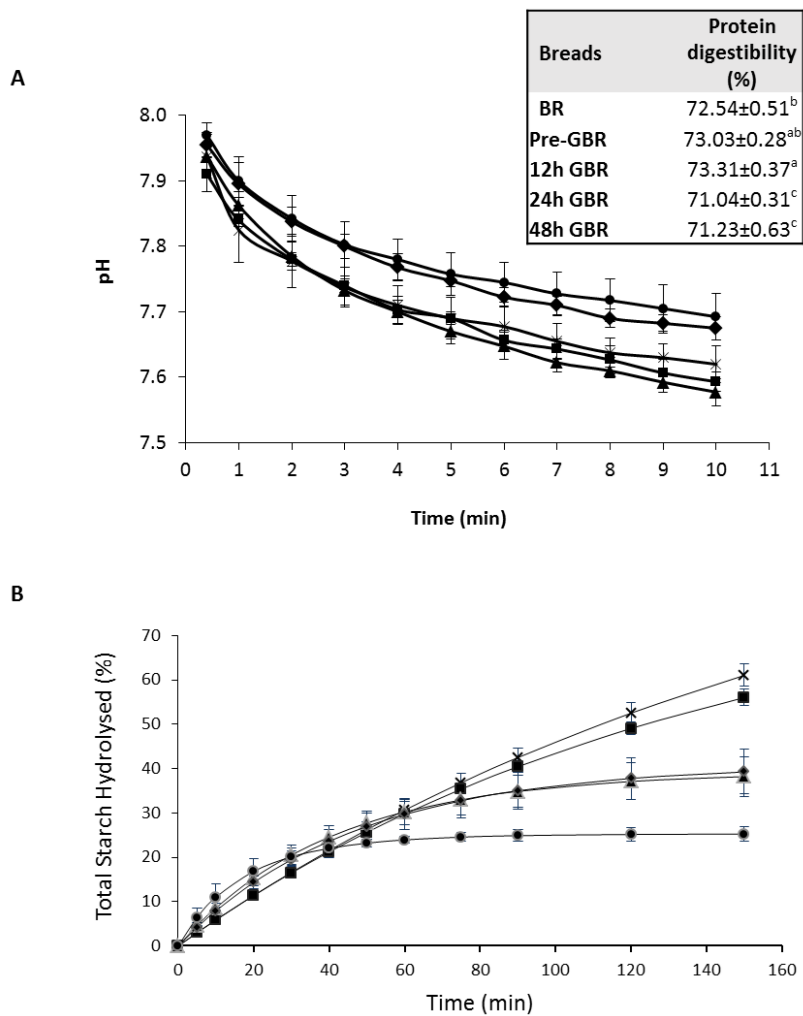 A
Breads Protein digestibility (%)
BR 72.54±0.51b
Pre-GBR 73.03±0.28ab
12h GBR 73.31±0.37a
24h GBR 71.04±0.31c
48h GBR 71.23±0.63c
8.0
7.9
7.8
7.7
7.6
7.5
pH
0 1 2 3 4 5 6 7 8 9 10 11
Time (min)
B
70
60
50
40
30
20
10
0
Total Starch Hydrolysed (%)
0 20 40 60 80 100 120 140 160
Time (min)